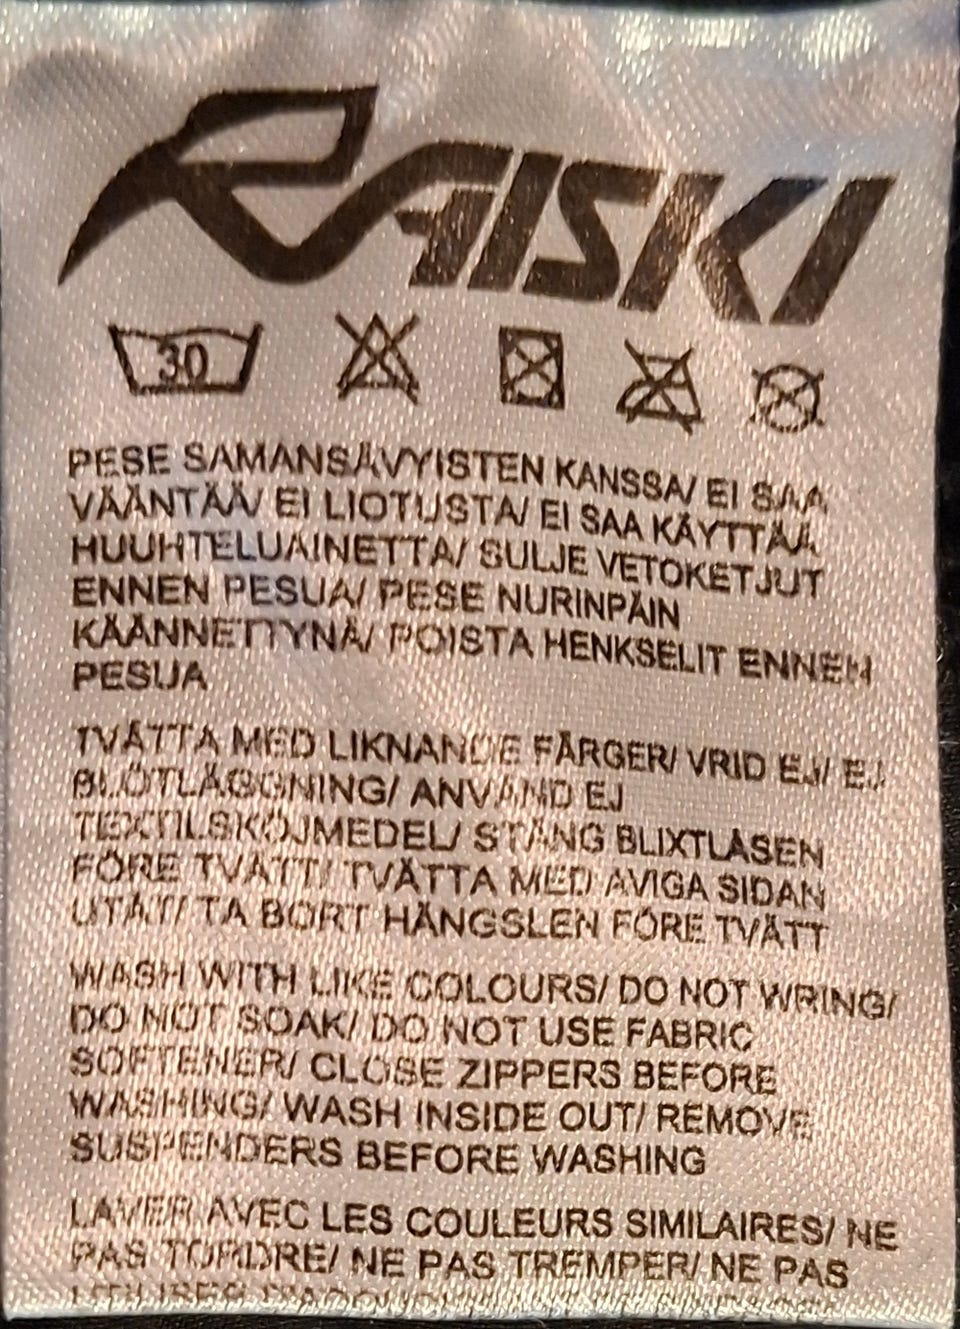 RAISKI
30
PESE SAMANSÄVYISTEN KANSSA/ EI SAA
VÄÄNTÄÄ/ EI LIOTUSTA/ EI SAA KÄYTTÄÄ
HUUHTELUAINETTA/ SULJE VETOKETJUT
ENNEN PESUA/ PESE NURINPÄIN
KÄÄNNETTYNÄ/ POISTA HENKSELIT ENNEN
PESUA
TVÄTTA MED LIKNANDE FÄRGER/ VRID EJ/ EJ
BLÖTLÄGGNING/ ANVÄND EJ
TEXTILSKÖJMEDEL/ STÄNG BLIXTLÅSEN
FÖRE TVÄTT/ TVÄTTA MED AVIGA SIDAN
UTÅT/ TA BORT HÄNGSLEN FÖRE TVÄTT
WASH WITH LIKE COLOURS/ DO NOT WRING/
DO NOT SOAK/ DO NOT USE FABRIC
SOFTENER/ CLOSE ZIPPERS BEFORE
WASHING/ WASH INSIDE OUT/ REMOVE
SUSPENDERS BEFORE WASHING
LAVER AVEC LES COULEURS SIMILAIRES/ NE
PAS TORDRE/ NE PAS TREMPER/ NE PAS